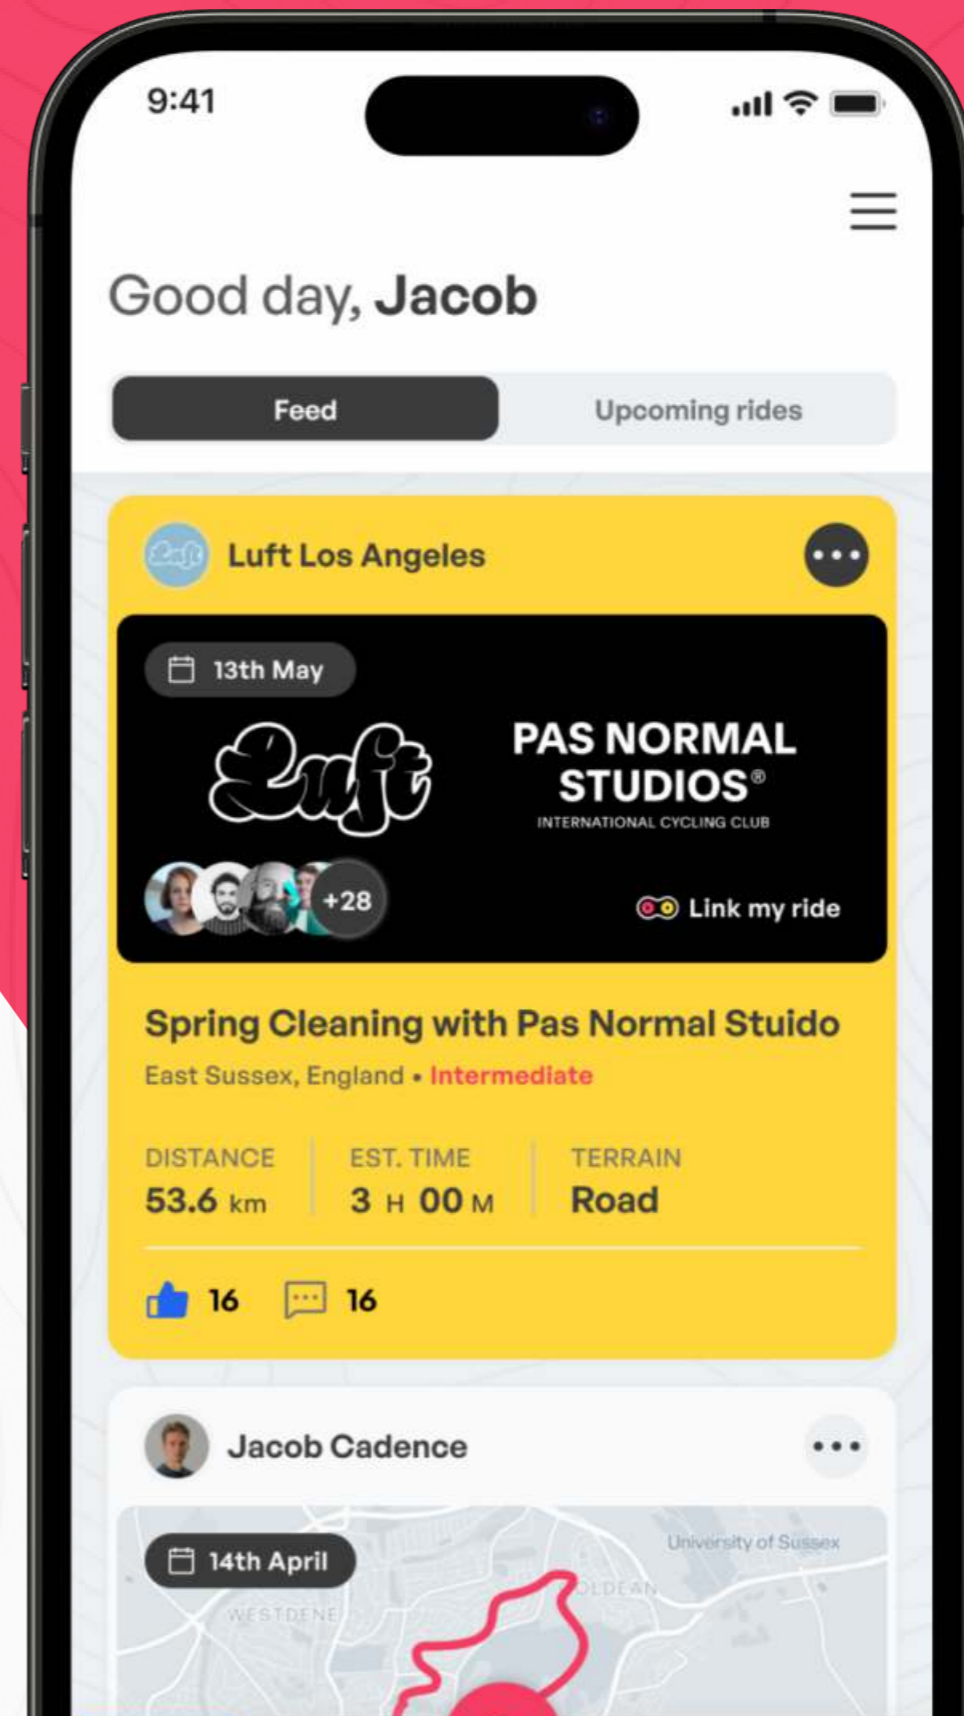 9:41
Good day, Jacob
Feed
Upcoming rides
Luft
Luft Los Angeles
13th May
Luft
PAS NORMAL
STUDIOS®
INTERNATIONAL CYCLING CLUB
+28
Link my ride
Spring Cleaning with Pas Normal Stuido
East Sussex, England • Intermediate
DISTANCE
EST. TIME
TERRAIN
53.6 km
3 H 00 M
Road
16
16
Jacob Cadence
14th April
University of Sussex
OLDEAN
WESTDENE